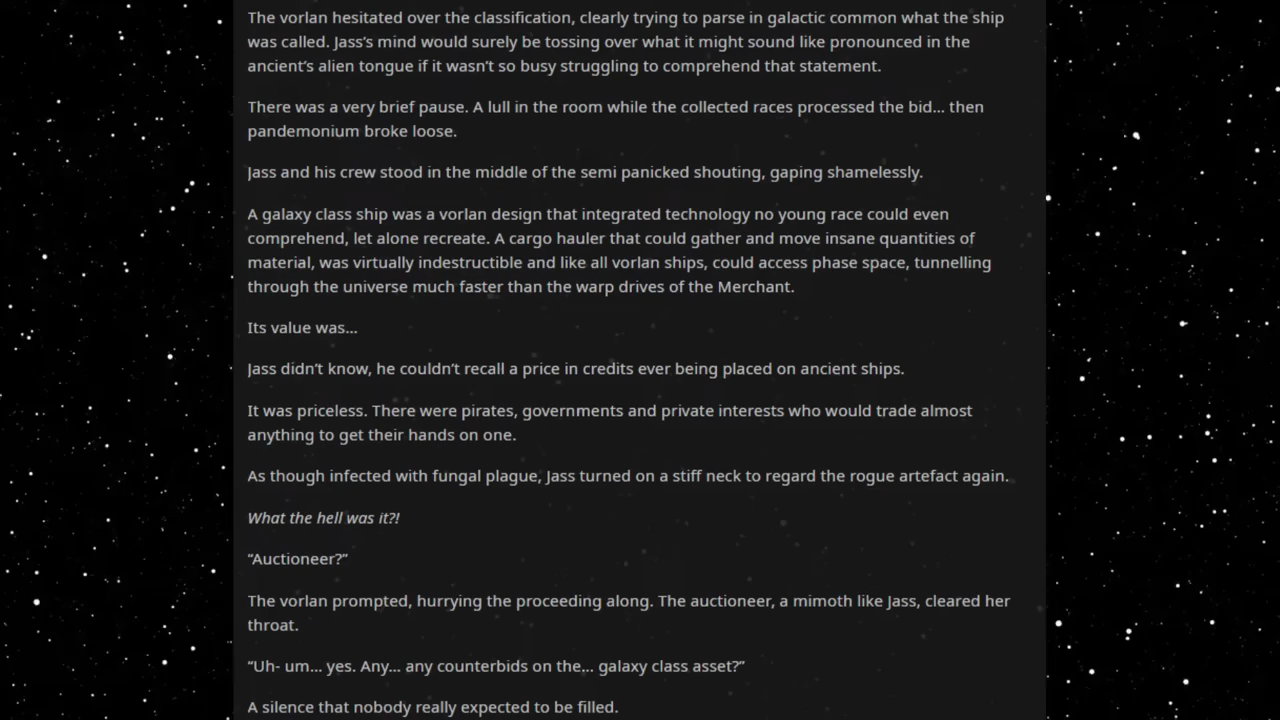 The vorlan hesitated over the classification, clearly trying to parse in galactic common what the ship
was called. Jass’s mind would surely be tossing over what it might sound like pronounced in the
ancient’s alien tongue if it wasn’t so busy struggling to comprehend that statement.
There was a very brief pause. A lull in the room while the collected races processed the bid… then
pandemonium broke loose.
Jass and his crew stood in the middle of the semi panicked shouting, gaping shamelessly.
A galaxy class ship was a vorlan design that integrated technology no young race could even
comprehend, let alone recreate. A cargo hauler that could gather and move insane quantities of
material, was virtually indestructible and like all vorlan ships, could access phase space, tunnelling
through the universe much faster than the warp drives of the Merchant.
Its value was…
Jass didn’t know, he couldn’t recall a price in credits ever being placed on ancient ships.
It was priceless. There were pirates, governments and private interests who would trade almost
anything to get their hands on one.
As though infected with fungal plague, Jass turned on a stiff neck to regard the rogue artefact again.
What the hell was it?!
“Auctioneer?”
The vorlan prompted, hurrying the proceeding along. The auctioneer, a mimoth like Jass, cleared her
throat.
“Uh- um… yes. Any… any counterbids on the… galaxy class asset?”
A silence that nobody really expected to be filled.